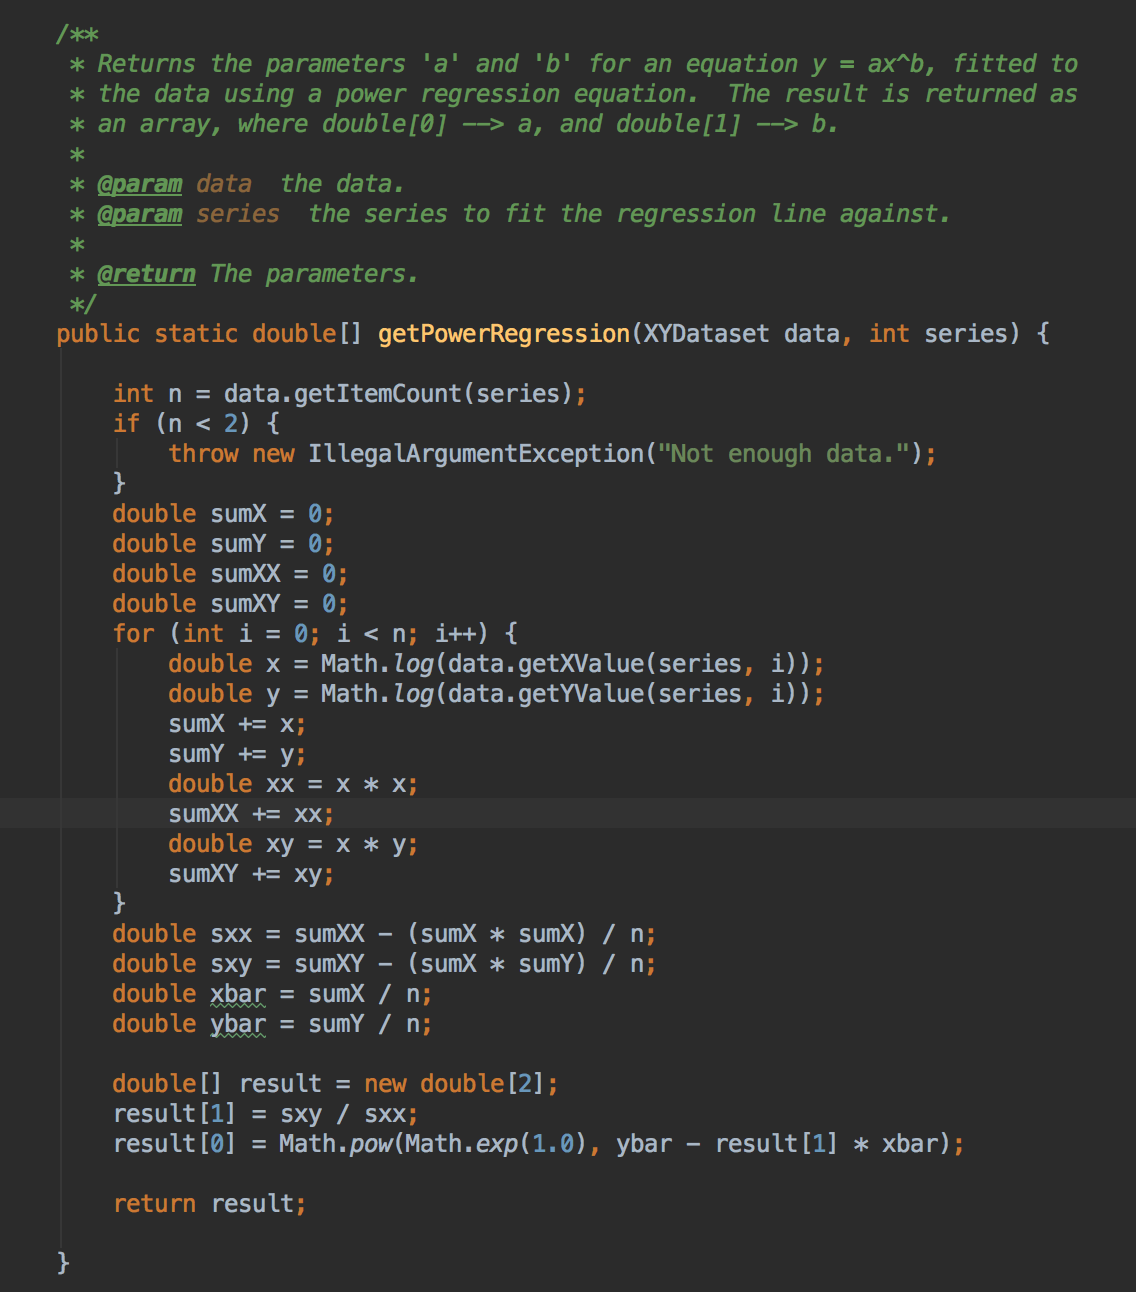 /**
 * Returns the parameters 'a' and 'b' for an equation y = ax^b, fitted to
 * the data using a power regression equation.  The result is returned as
 * an array, where double[0] --> a, and double[1] --> b.
 *
 * @param data  the data.
 * @param series  the series to fit the regression line against.
 *
 * @return The parameters.
 */
public static double[] getPowerRegression(XYDataset data, int series) {

    int n = data.getItemCount(series);
    if (n < 2) {
        throw new IllegalArgumentException("Not enough data.");
    }
    double sumX = 0;
    double sumY = 0;
    double sumXX = 0;
    double sumXY = 0;
    for (int i = 0; i < n; i++) {
        double x = Math.log(data.getXValue(series, i));
        double y = Math.log(data.getYValue(series, i));
        sumX += x;
        sumY += y;
        double xx = x * x;
        sumXX += xx;
        double xy = x * y;
        sumXY += xy;
    }
    double sxx = sumXX - (sumX * sumX) / n;
    double sxy = sumXY - (sumX * sumY) / n;
    double xbar = sumX / n;
    double ybar = sumY / n;

    double[] result = new double[2];
    result[1] = sxy / sxx;
    result[0] = Math.pow(Math.exp(1.0), ybar - result[1] * xbar);

    return result;

}